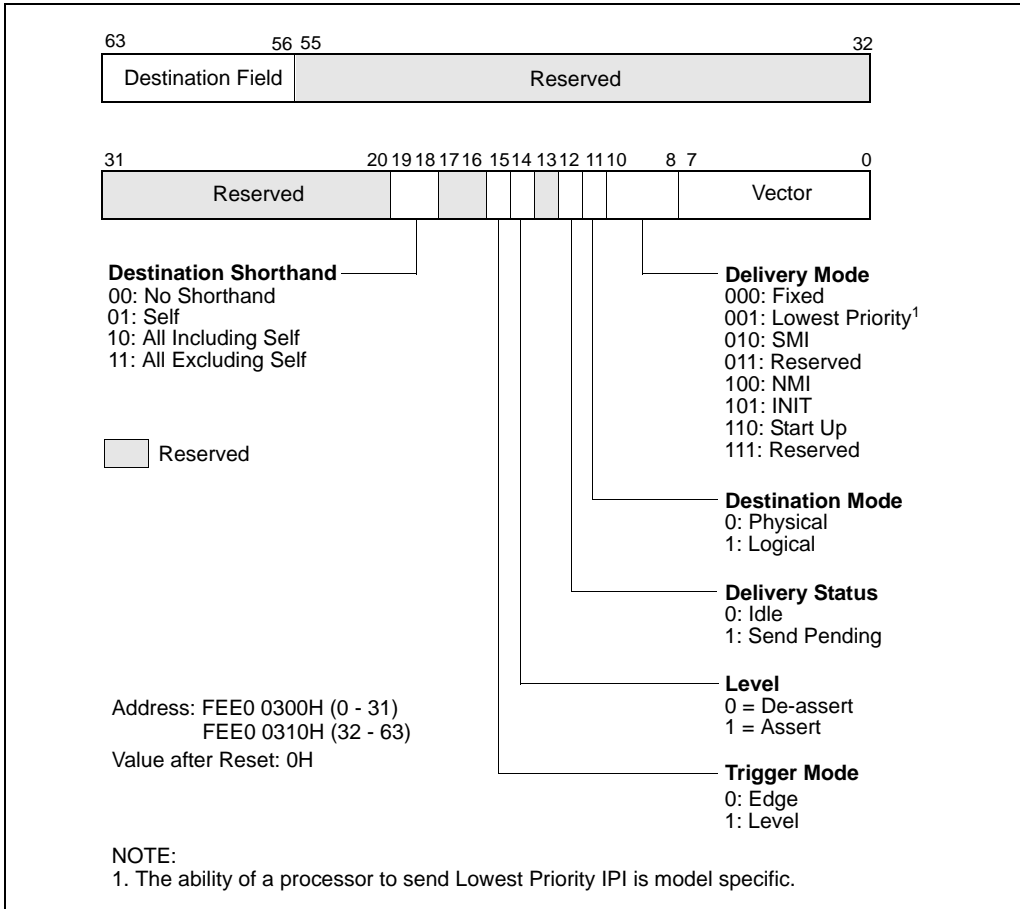 63 56 55 32
Destination Field Reserved
31 20 19 18 17 16 15 14 13 12 11 10 8 7 0
Reserved Vector
Destination Shorthand
00: No Shorthand
01: Self
10: All Including Self
11: All Excluding Self
Reserved
Delivery Mode
000: Fixed
001: Lowest Priority1
010: SMI
011: Reserved
100: NMI
101: INIT
110: Start Up
111: Reserved
Destination Mode
0: Physical
1: Logical
Delivery Status
0: Idle
1: Send Pending
Level
0 = De-assert
1 = Assert
Trigger Mode
0: Edge
1: Level
Address: FEE0 0300H (0 - 31)
FEE0 0310H (32 - 63)
Value after Reset: 0H
NOTE:
1. The ability of a processor to send Lowest Priority IPI is model specific.